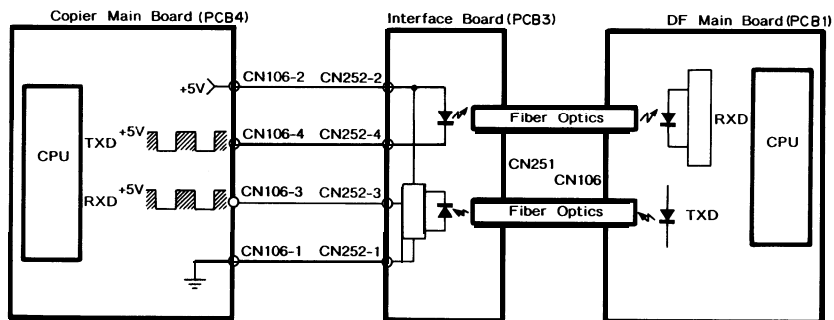 Copier Main Board (PCB4)
Interface Board (PCB3)
DF Main Board (PCB1)
+5V
CN106-2
CN252-2
Fiber Optics
RXD
CPU
TXD
+5V
CN106-4
CN252-4
CPU
CN251
CN106
RXD
+5V
CN106-3
CN252-3
Fiber Optics
TXD
CN106-1
CN252-1